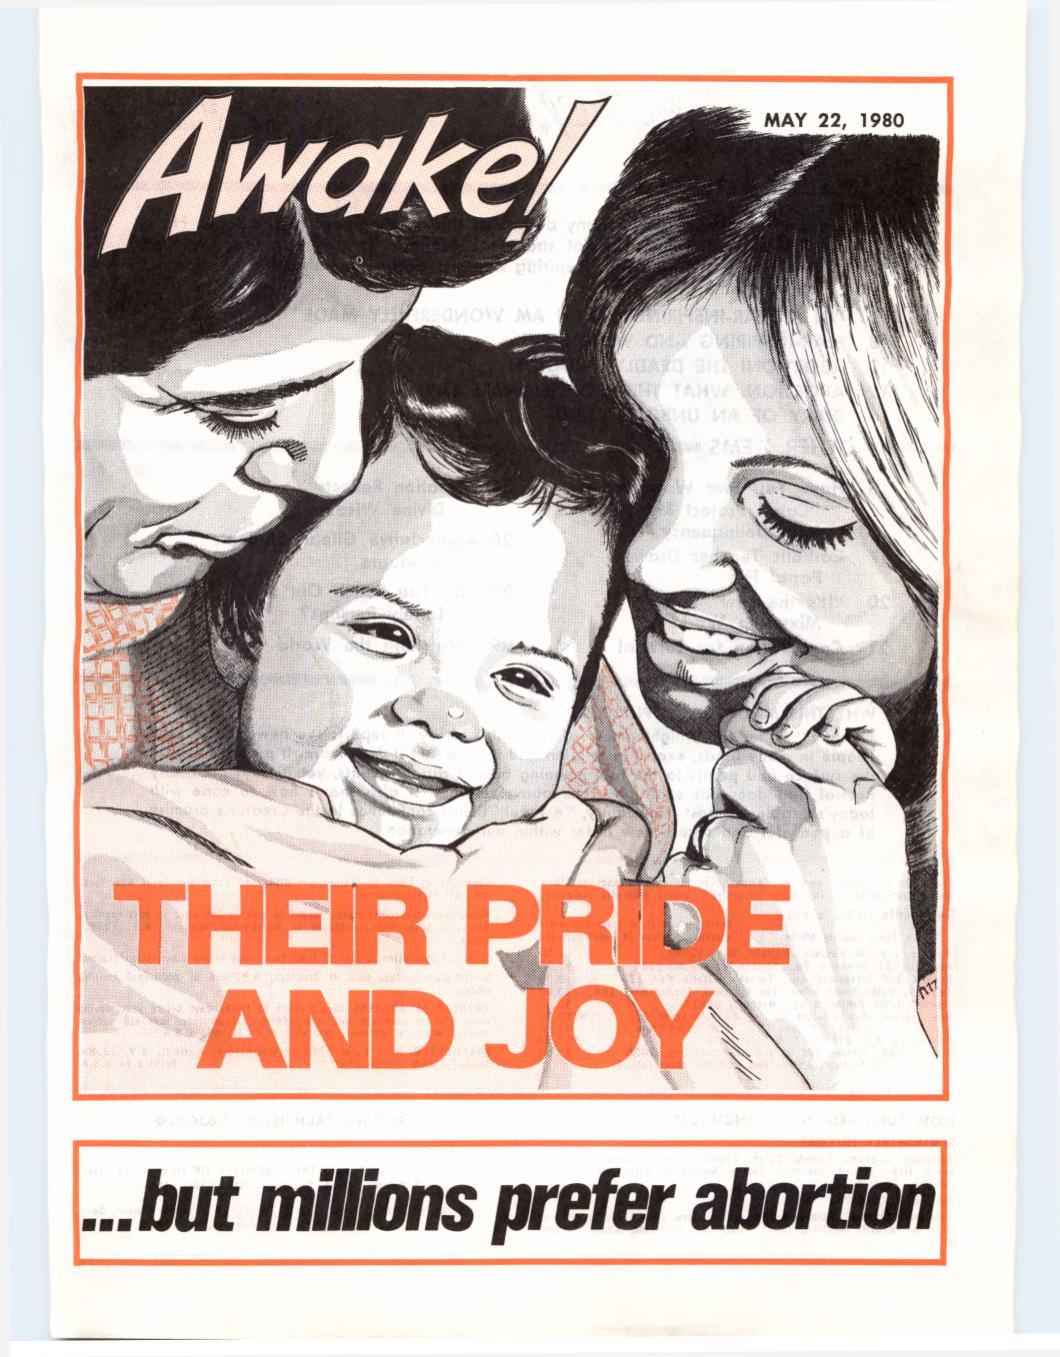 Awake!
MAY 22, 1980
THEIR PRIDE
AND JOY
...but millions prefer abortion